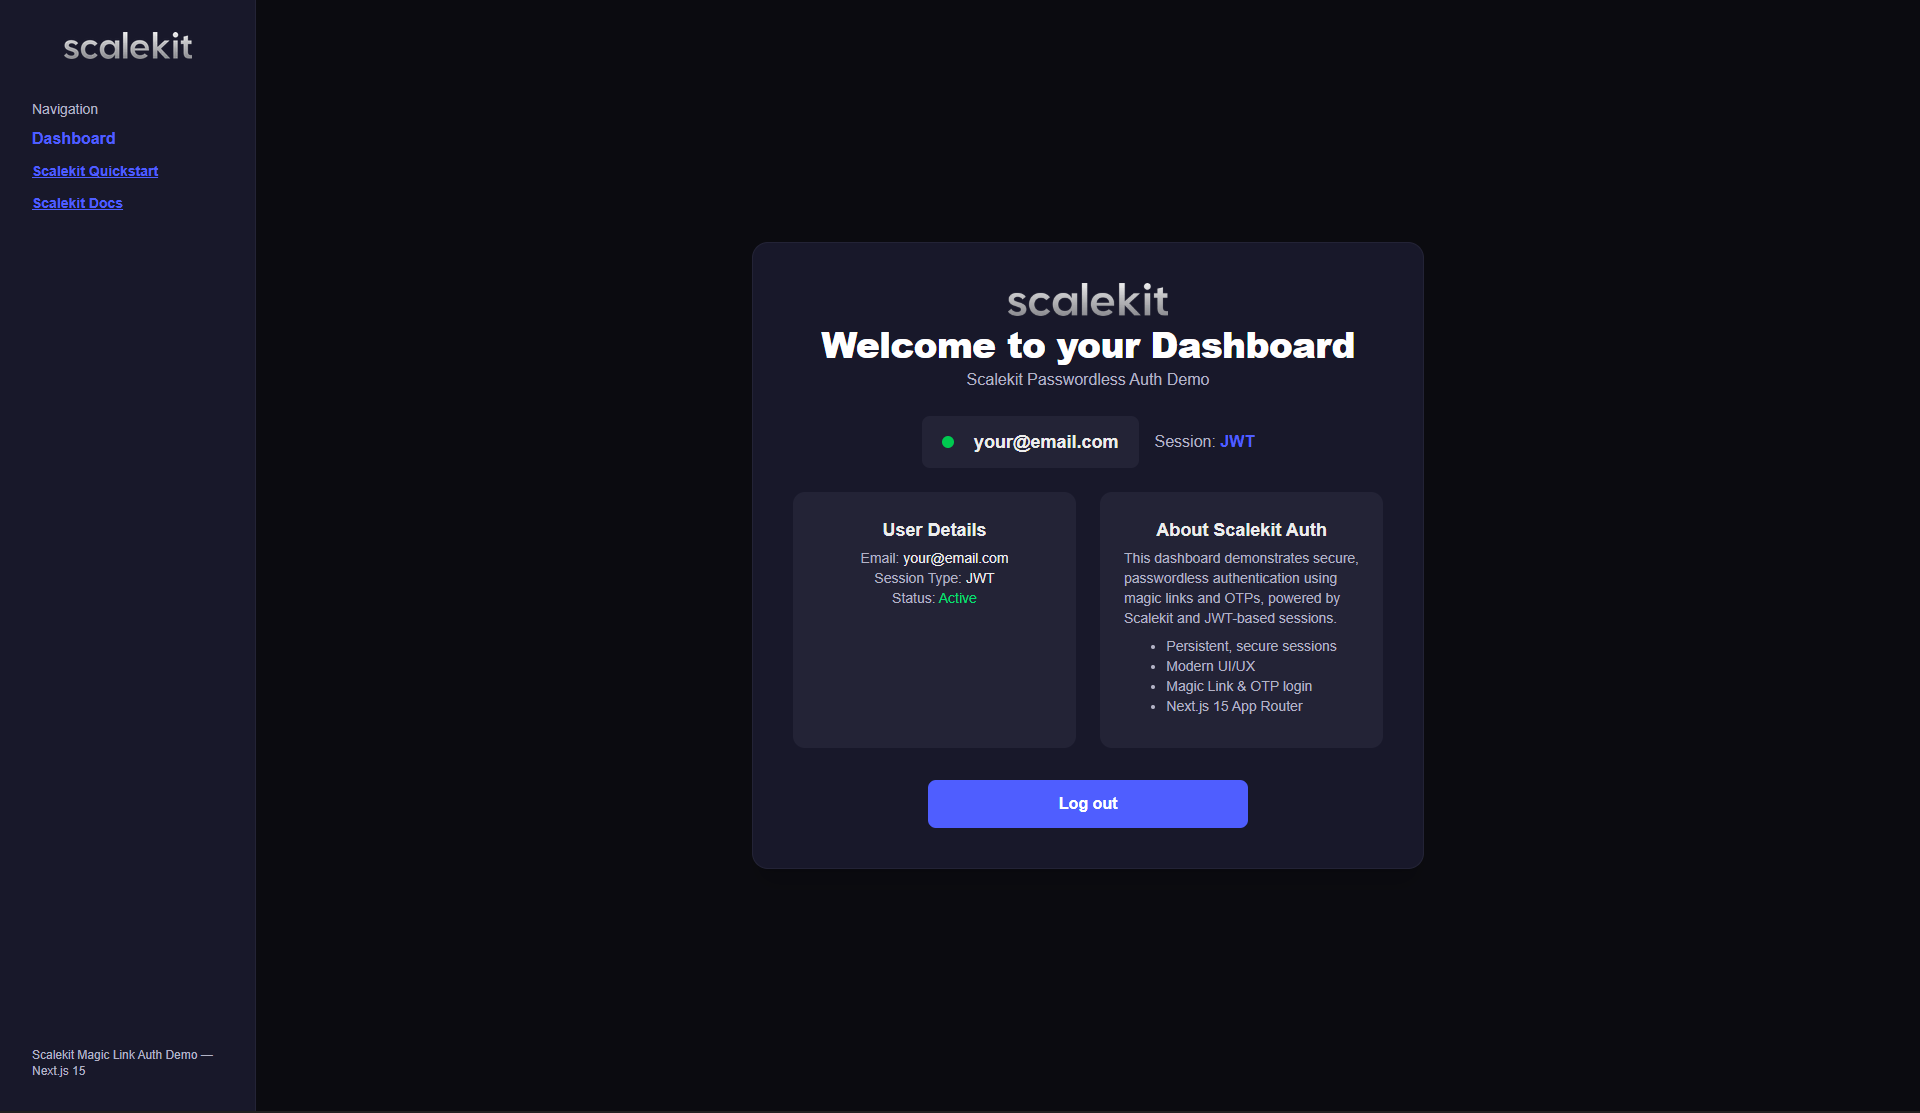 scalekit
Navigation
Dashboard
Scalekit Quickstart
Scalekit Docs
Scalekit Magic Link Auth Demo —
Next.js 15
scalekit
Welcome to your Dashboard
Scalekit Passwordless Auth Demo
your@email.com
Session: JWT
User Details
Email: your@email.com
Session Type: JWT
Status: Active
About Scalekit Auth
This dashboard demonstrates secure,
passwordless authentication using
magic links and OTPs, powered by
Scalekit and JWT-based sessions.
• Persistent, secure sessions
• Modern UI/UX
• Magic Link & OTP login
• Next.js 15 App Router
Log out